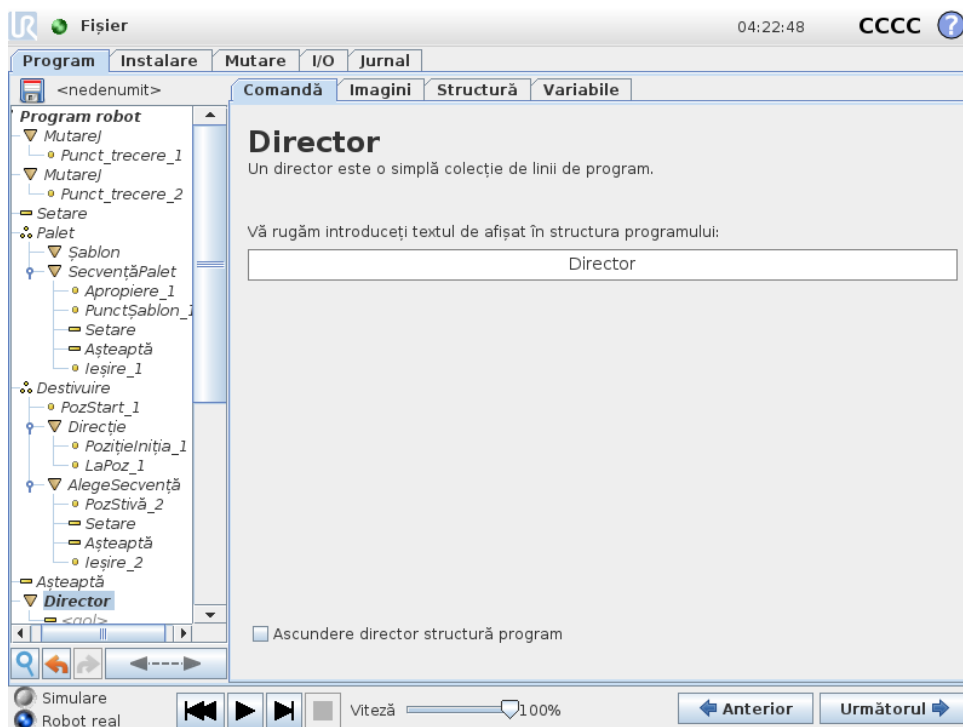 UR Fișier 04:22:48 CCCC ?
Program Instalare Mutare I/O Jurnal
<nedenumit> Comandă Imagini Structură Variabile
Program robot
MutareJ
Punct_trecere_1
MutareJ
Punct_trecere_2
Setare
Palet
Șablon
SecvențăPalet
Apropiere_1
PunctȘablon_1
Setare
Așteaptă
Ieșire_1
Destivuire
PozStart_1
Direcție
PozițieIniția_1
LaPoz_1
AlegeSecvență
PozStivă_2
Setare
Așteaptă
Ieșire_2
Așteaptă
Director
<gol>
Director
Un director este o simplă colecție de linii de program.
Vă rugăm introduceți textul de afișat în structura programului:
Director
Ascundere director structură program
Simulare
Robot real
Viteză 100%
Anterior Următorul